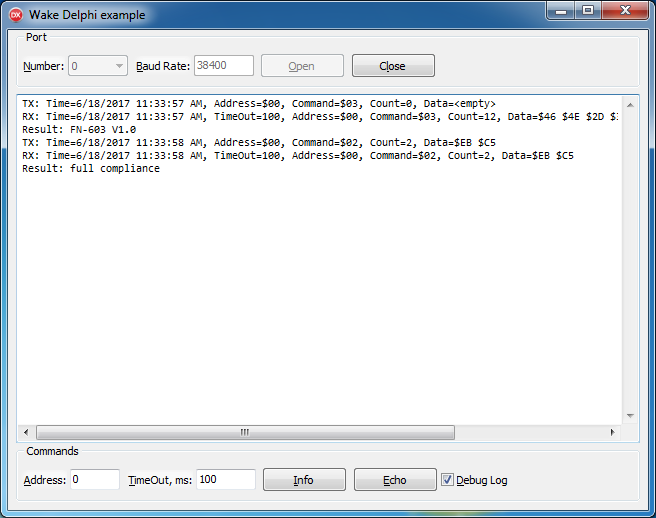 DX Wake Delphi example
Port
Number: 0 Baud Rate: 38400 Open Close
TX: Time=6/18/2017 11:33:57 AM, Address=$00, Command=$03, Count=0, Data=<empty>
RX: Time=6/18/2017 11:33:57 AM, TimeOut=100, Address=$00, Command=$03, Count=12, Data=$46 $4E $2D
Result: FN-603 V1.0
TX: Time=6/18/2017 11:33:58 AM, Address=$00, Command=$02, Count=2, Data=$EB $C5
RX: Time=6/18/2017 11:33:58 AM, TimeOut=100, Address=$00, Command=$02, Count=2, Data=$EB $C5
Result: full compliance
Commands
Address: 0 TimeOut, ms: 100 Info Echo Debug Log